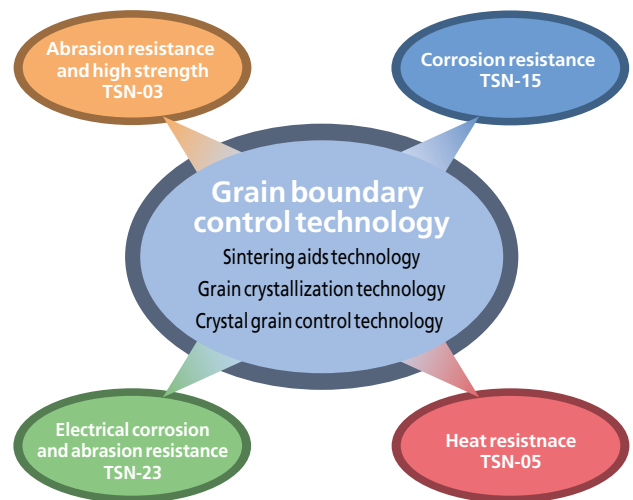 Abrasion resistance
and high strength
TSN-03
Corrosion resistance
TSN-15
Grain boundary
control technology
Sintering aids technology
Grain crystallization technology
Crystal grain control technology
Electrical corrosion
and abrasion resistance
TSN-23
Heat resistnace
TSN-05